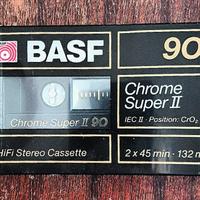 BASF 90
Chrome
Super II
IEC II · Position: CrO₂
Chrome Super II 90
HiFi Stereo Cassette
2 x 45 min · 132 m